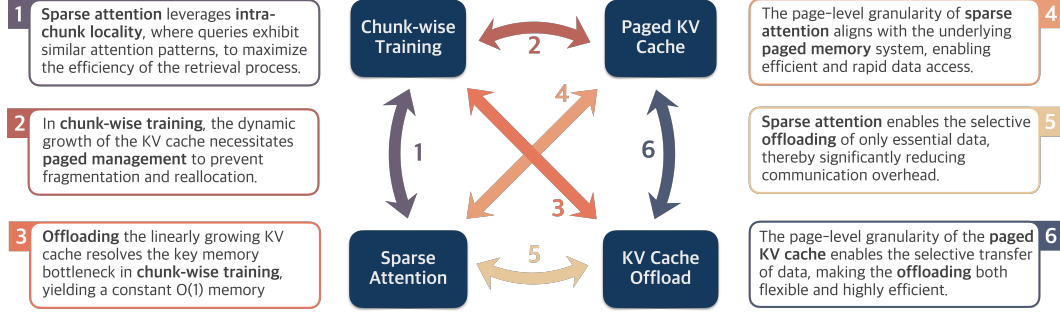 1
Sparse attention leverages intra-
chunk locality, where queries exhibit
similar attention patterns, to maximize
the efficiency of the retrieval process.
2
In chunk-wise training, the dynamic
growth of the KV cache necessitates
paged management to prevent
fragmentation and reallocation.
3
Offloading the linearly growing KV
cache resolves the key memory
bottleneck in chunk-wise training,
yielding a constant O(1) memory
Chunk-wise
Training
2
Paged KV
Cache
4
1
6
3
Sparse
Attention
5
KV Cache
Offload
4
The page-level granularity of sparse
attention aligns with the underlying
paged memory system, enabling
efficient and rapid data access.
5
Sparse attention enables the selective
offloading of only essential data,
thereby significantly reducing
communication overhead.
6
The page-level granularity of the paged
KV cache enables the selective transfer
of data, making the offloading both
flexible and highly efficient.